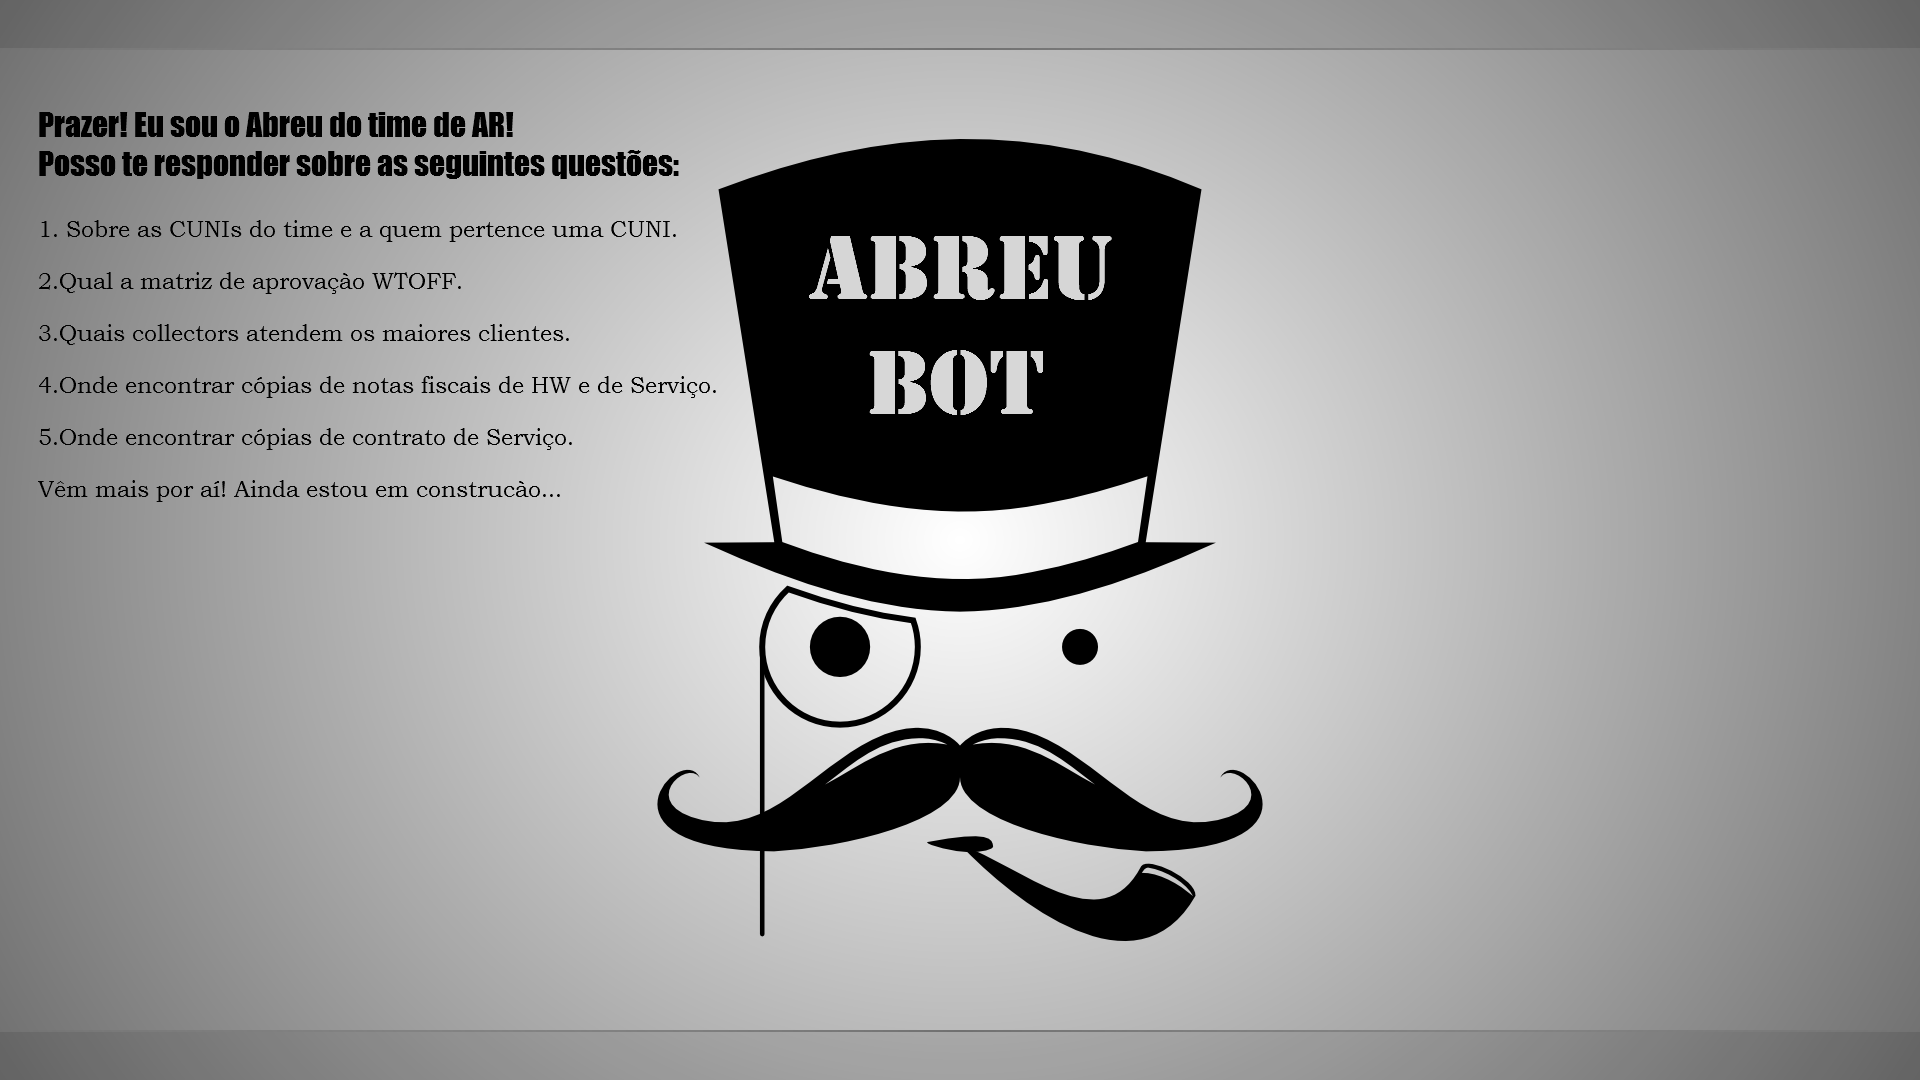 Prazer! Eu sou o Abreu do time de AR!
Posso te responder sobre as seguintes questões:
1. Sobre as CUNIs do time e a quem pertence uma CUNI.
2.Qual a matriz de aprovaçào WTOFF.
3.Quais collectors atendem os maiores clientes.
4.Onde encontrar cópias de notas fiscais de HW e de Serviço.
5.Onde encontrar cópias de contrato de Serviço.
Vêm mais por aí! Ainda estou em construcào...
ABREU
BOT